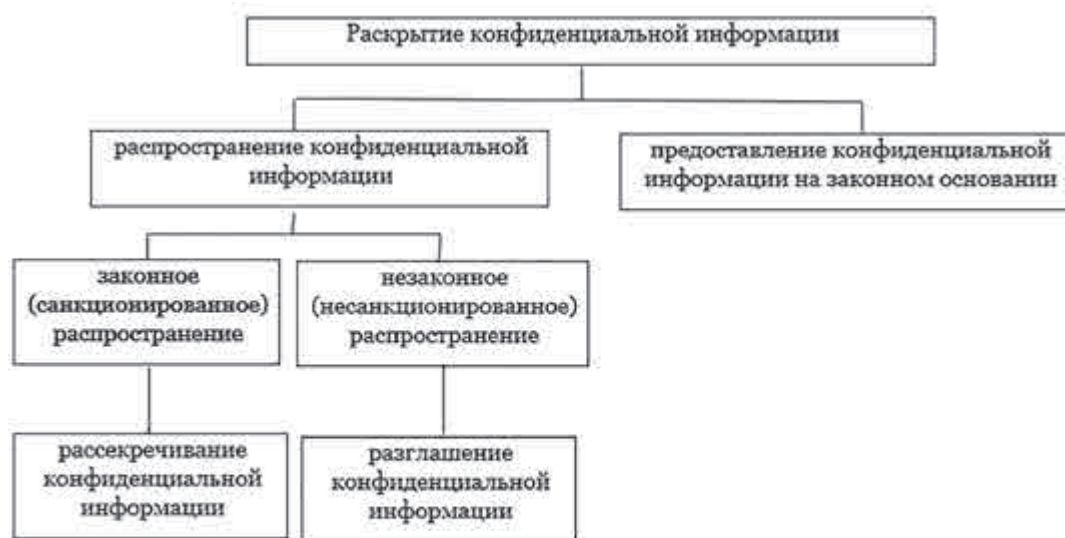 Раскрытие конфиденциальной информации
распространение конфиденциальной
информации
предоставление конфиденциальной
информации на законном основании
законное
(санкционированное)
распространение
незаконное
(несанкционированное)
распространение
рассекречивание
конфиденциальной
информации
разглашение
конфиденциальной
информации